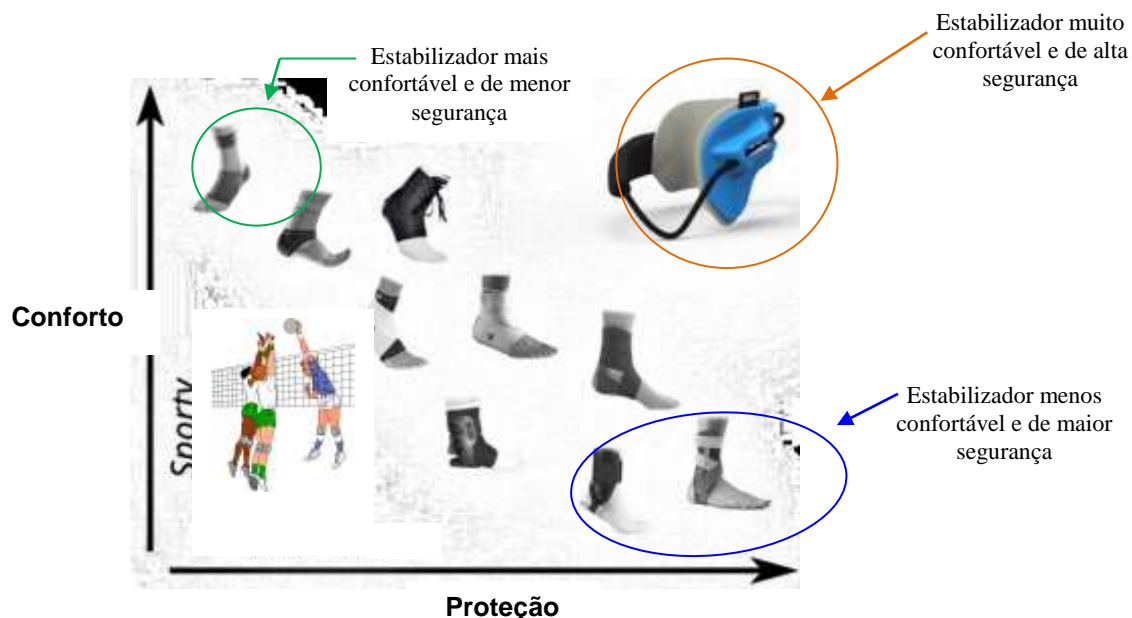 Estabilizador muito
confortável e de alta
segurança
Estabilizador mais
confortável e de menor
segurança
Conforto
Sporty
Estabilizador menos
confortável e de maior
segurança
Proteção